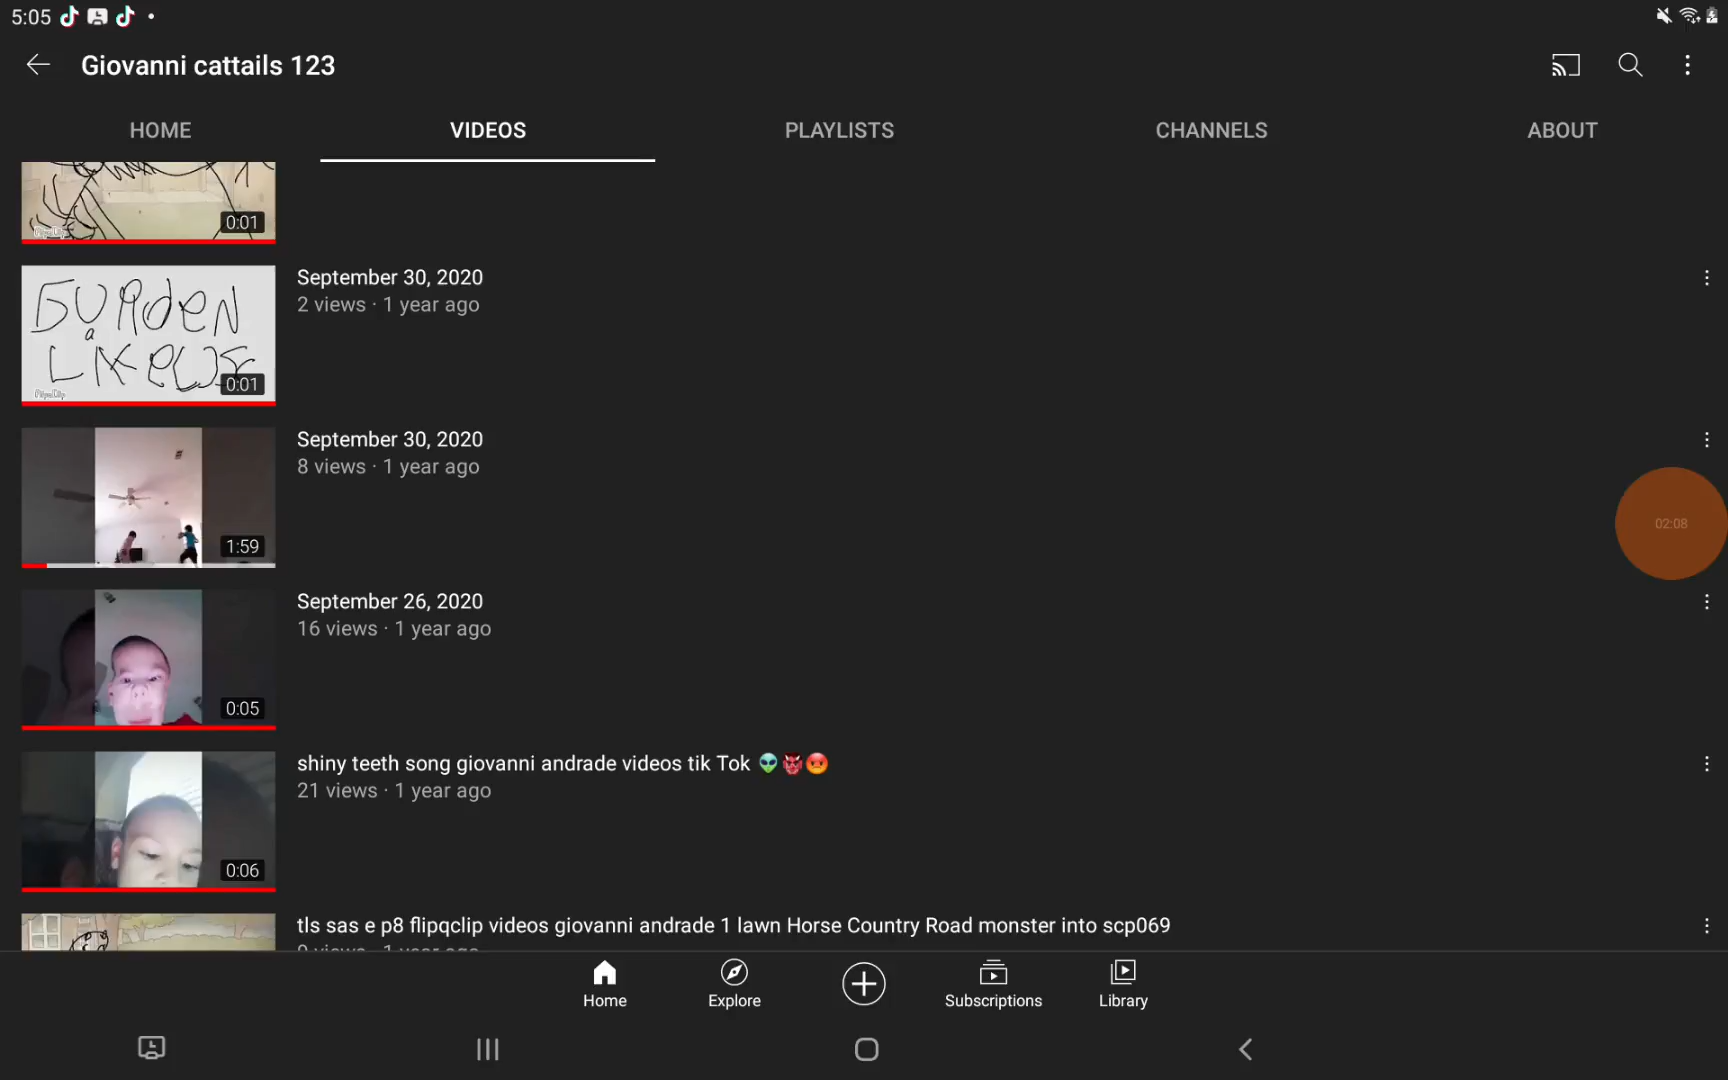 5:05
Giovanni cattails 123
HOME VIDEOS PLAYLISTS CHANNELS ABOUT
0:01
September 30, 2020
2 views · 1 year ago
a
0:01
September 30, 2020
8 views · 1 year ago
1:59
02:08
September 26, 2020
16 views · 1 year ago
0:05
shiny teeth song giovanni andrade videos tik Tok 👽👹😡
21 views · 1 year ago
0:06
tls sas e p8 flipqclip videos giovanni andrade 1 lawn Horse Country Road monster into scp069
Home Explore Subscriptions Library